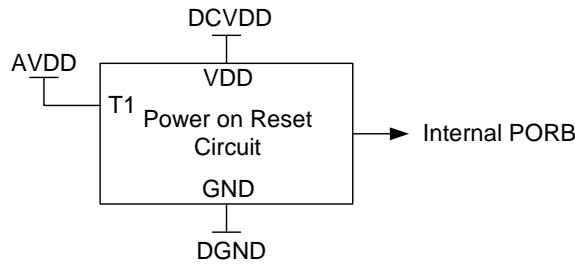 DCVDD
AVDD
VDD
T1
Power on Reset
Circuit
Internal PORB
GND
DGND